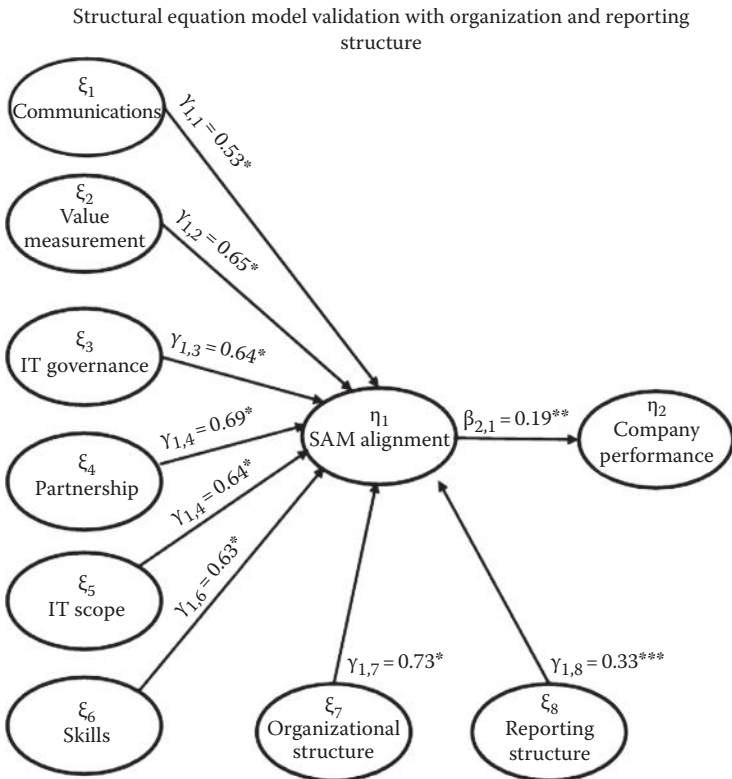 Structural equation model validation with organization and reporting
structure
ξ1
Communications
γ1,1 = 0.53*
ξ2
Value
measurement
γ1,2 = 0.65*
ξ3
IT governance
γ1,3 = 0.64*
η1
SAM alignment
β2,1 = 0.19**
η2
Company
performance
ξ4
Partnership
γ1,4 = 0.69*
ξ5
IT scope
γ1,4 = 0.64*
ξ6
Skills
γ1,6 = 0.63*
γ1,7 = 0.73*
ξ7
Organizational
structure
γ1,8 = 0.33***
ξ8
Reporting
structure